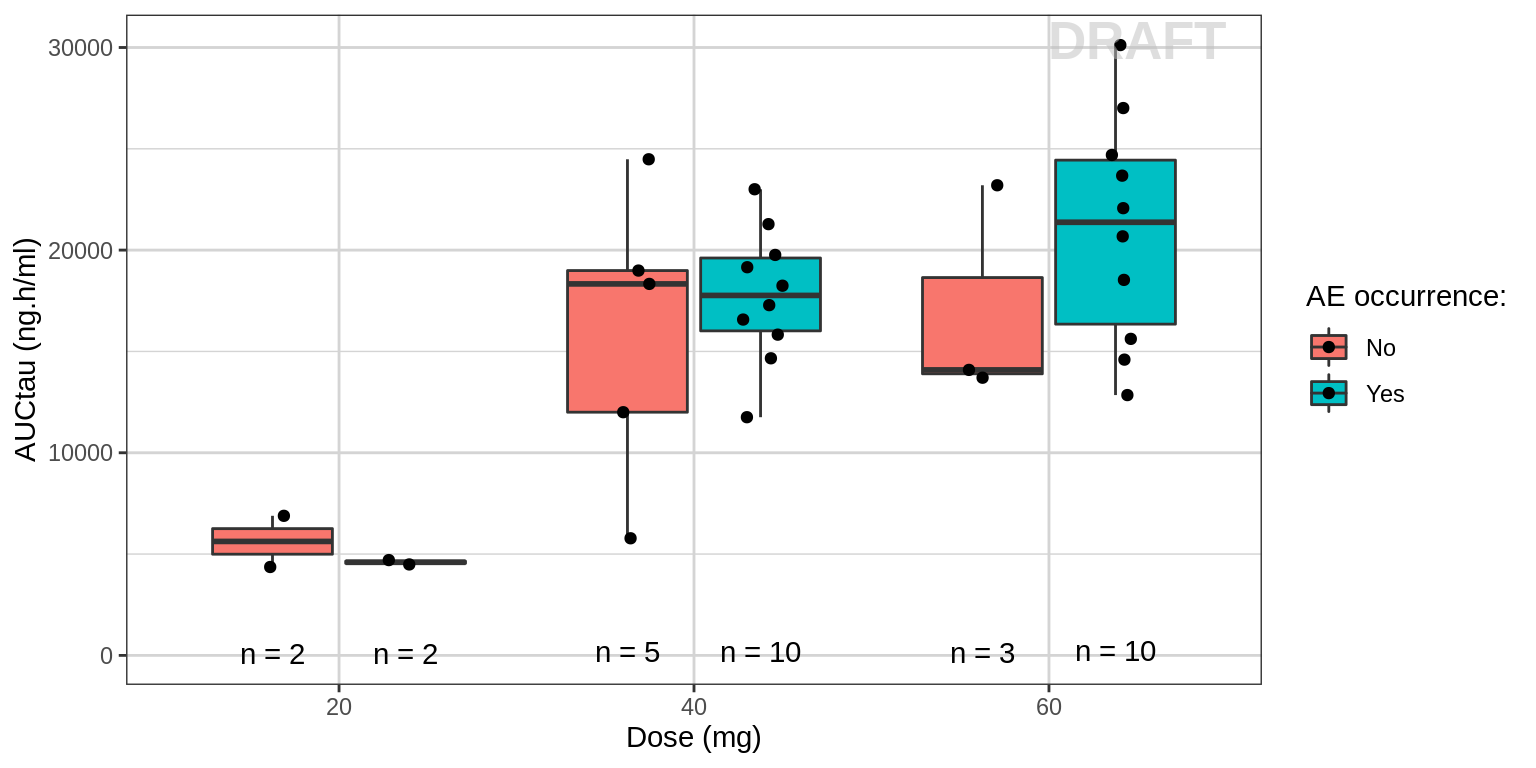 DRAFT
30000
20000
10000
0
AUCtau (ng.h/ml)
n = 2
n = 2
n = 5
n = 10
n = 3
n = 10
20
40
60
Dose (mg)
AE occurrence:
No
Yes